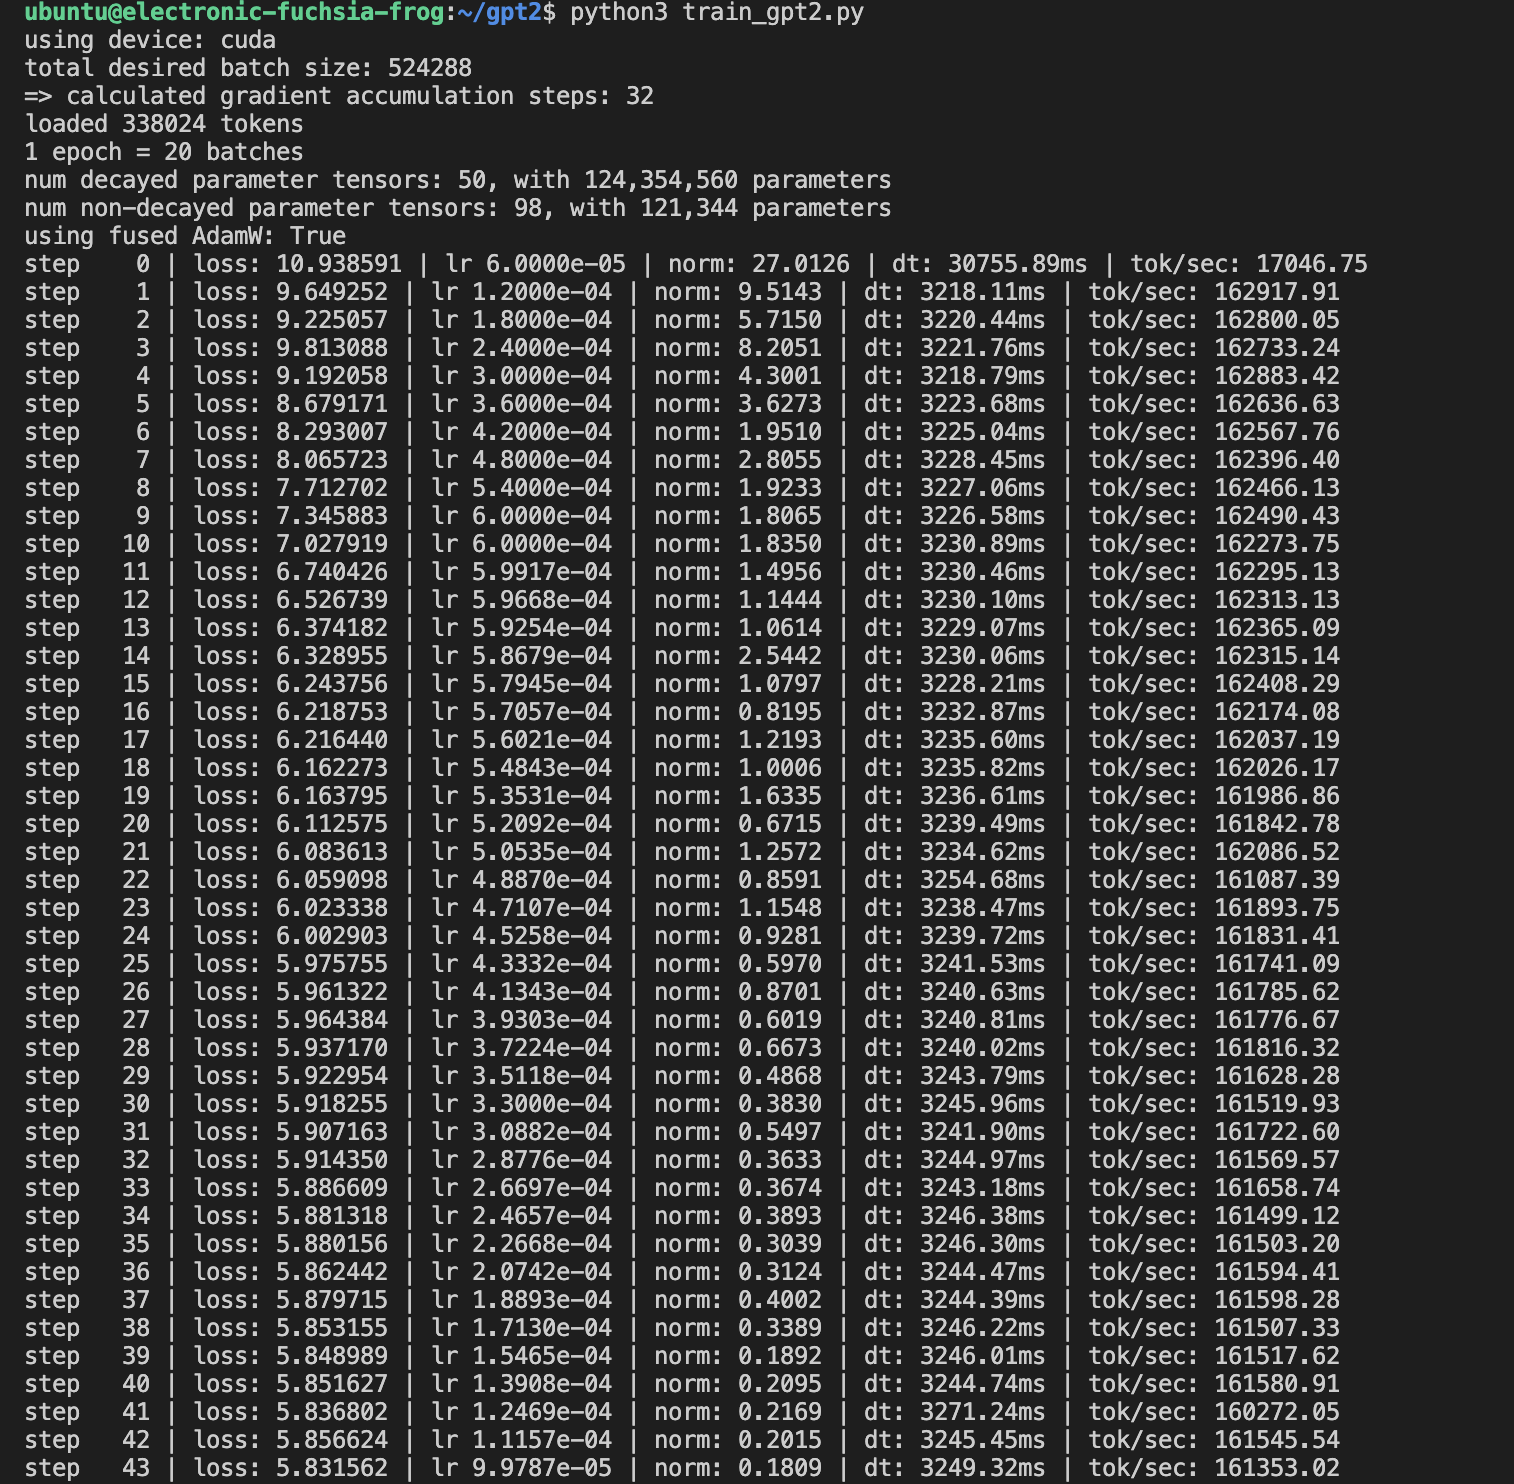 ubuntu@electronic-fuchsia-frog:~/gpt2$ python3 train_gpt2.py
using device: cuda
total desired batch size: 524288
=> calculated gradient accumulation steps: 32
loaded 338024 tokens
1 epoch = 20 batches
num decayed parameter tensors: 50, with 124,354,560 parameters
num non-decayed parameter tensors: 98, with 121,344 parameters
using fused AdamW: True
step    0 | loss: 10.938591 | lr 6.0000e-05 | norm: 27.0126 | dt: 30755.89ms | tok/sec: 17046.75
step    1 | loss: 9.649252 | lr 1.2000e-04 | norm: 9.5143 | dt: 3218.11ms | tok/sec: 162917.91
step    2 | loss: 9.225057 | lr 1.8000e-04 | norm: 5.7150 | dt: 3220.44ms | tok/sec: 162800.05
step    3 | loss: 9.813088 | lr 2.4000e-04 | norm: 8.2051 | dt: 3221.76ms | tok/sec: 162733.24
step    4 | loss: 9.192058 | lr 3.0000e-04 | norm: 4.3001 | dt: 3218.79ms | tok/sec: 162883.42
step    5 | loss: 8.679171 | lr 3.6000e-04 | norm: 3.6273 | dt: 3223.68ms | tok/sec: 162636.63
step    6 | loss: 8.293007 | lr 4.2000e-04 | norm: 1.9510 | dt: 3225.04ms | tok/sec: 162567.76
step    7 | loss: 8.065723 | lr 4.8000e-04 | norm: 2.8055 | dt: 3228.45ms | tok/sec: 162396.40
step    8 | loss: 7.712702 | lr 5.4000e-04 | norm: 1.9233 | dt: 3227.06ms | tok/sec: 162466.13
step    9 | loss: 7.345883 | lr 6.0000e-04 | norm: 1.8065 | dt: 3226.58ms | tok/sec: 162490.43
step   10 | loss: 7.027919 | lr 6.0000e-04 | norm: 1.8350 | dt: 3230.89ms | tok/sec: 162273.75
step   11 | loss: 6.740426 | lr 5.9917e-04 | norm: 1.4956 | dt: 3230.46ms | tok/sec: 162295.13
step   12 | loss: 6.526739 | lr 5.9668e-04 | norm: 1.1444 | dt: 3230.10ms | tok/sec: 162313.13
step   13 | loss: 6.374182 | lr 5.9254e-04 | norm: 1.0614 | dt: 3229.07ms | tok/sec: 162365.09
step   14 | loss: 6.328955 | lr 5.8679e-04 | norm: 2.5442 | dt: 3230.06ms | tok/sec: 162315.14
step   15 | loss: 6.243756 | lr 5.7945e-04 | norm: 1.0797 | dt: 3228.21ms | tok/sec: 162408.29
step   16 | loss: 6.218753 | lr 5.7057e-04 | norm: 0.8195 | dt: 3232.87ms | tok/sec: 162174.08
step   17 | loss: 6.216440 | lr 5.6021e-04 | norm: 1.2193 | dt: 3235.60ms | tok/sec: 162037.19
step   18 | loss: 6.162273 | lr 5.4843e-04 | norm: 1.0006 | dt: 3235.82ms | tok/sec: 162026.17
step   19 | loss: 6.163795 | lr 5.3531e-04 | norm: 1.6335 | dt: 3236.61ms | tok/sec: 161986.86
step   20 | loss: 6.112575 | lr 5.2092e-04 | norm: 0.6715 | dt: 3239.49ms | tok/sec: 161842.78
step   21 | loss: 6.083613 | lr 5.0535e-04 | norm: 1.2572 | dt: 3234.62ms | tok/sec: 162086.52
step   22 | loss: 6.059098 | lr 4.8870e-04 | norm: 0.8591 | dt: 3254.68ms | tok/sec: 161087.39
step   23 | loss: 6.023338 | lr 4.7107e-04 | norm: 1.1548 | dt: 3238.47ms | tok/sec: 161893.75
step   24 | loss: 6.002903 | lr 4.5258e-04 | norm: 0.9281 | dt: 3239.72ms | tok/sec: 161831.41
step   25 | loss: 5.975755 | lr 4.3332e-04 | norm: 0.5970 | dt: 3241.53ms | tok/sec: 161741.09
step   26 | loss: 5.961322 | lr 4.1343e-04 | norm: 0.8701 | dt: 3240.63ms | tok/sec: 161785.62
step   27 | loss: 5.964384 | lr 3.9303e-04 | norm: 0.6019 | dt: 3240.81ms | tok/sec: 161776.67
step   28 | loss: 5.937170 | lr 3.7224e-04 | norm: 0.6673 | dt: 3240.02ms | tok/sec: 161816.32
step   29 | loss: 5.922954 | lr 3.5118e-04 | norm: 0.4868 | dt: 3243.79ms | tok/sec: 161628.28
step   30 | loss: 5.918255 | lr 3.3000e-04 | norm: 0.3830 | dt: 3245.96ms | tok/sec: 161519.93
step   31 | loss: 5.907163 | lr 3.0882e-04 | norm: 0.5497 | dt: 3241.90ms | tok/sec: 161722.60
step   32 | loss: 5.914350 | lr 2.8776e-04 | norm: 0.3633 | dt: 3244.97ms | tok/sec: 161569.57
step   33 | loss: 5.886609 | lr 2.6697e-04 | norm: 0.3674 | dt: 3243.18ms | tok/sec: 161658.74
step   34 | loss: 5.881318 | lr 2.4657e-04 | norm: 0.3893 | dt: 3246.38ms | tok/sec: 161499.12
step   35 | loss: 5.880156 | lr 2.2668e-04 | norm: 0.3039 | dt: 3246.30ms | tok/sec: 161503.20
step   36 | loss: 5.862442 | lr 2.0742e-04 | norm: 0.3124 | dt: 3244.47ms | tok/sec: 161594.41
step   37 | loss: 5.879715 | lr 1.8893e-04 | norm: 0.4002 | dt: 3244.39ms | tok/sec: 161598.28
step   38 | loss: 5.853155 | lr 1.7130e-04 | norm: 0.3389 | dt: 3246.22ms | tok/sec: 161507.33
step   39 | loss: 5.848989 | lr 1.5465e-04 | norm: 0.1892 | dt: 3246.01ms | tok/sec: 161517.62
step   40 | loss: 5.851627 | lr 1.3908e-04 | norm: 0.2095 | dt: 3244.74ms | tok/sec: 161580.91
step   41 | loss: 5.836802 | lr 1.2469e-04 | norm: 0.2169 | dt: 3271.24ms | tok/sec: 160272.05
step   42 | loss: 5.856624 | lr 1.1157e-04 | norm: 0.2015 | dt: 3245.45ms | tok/sec: 161545.54
step   43 | loss: 5.831562 | lr 9.9787e-05 | norm: 0.1809 | dt: 3249.32ms | tok/sec: 161353.02